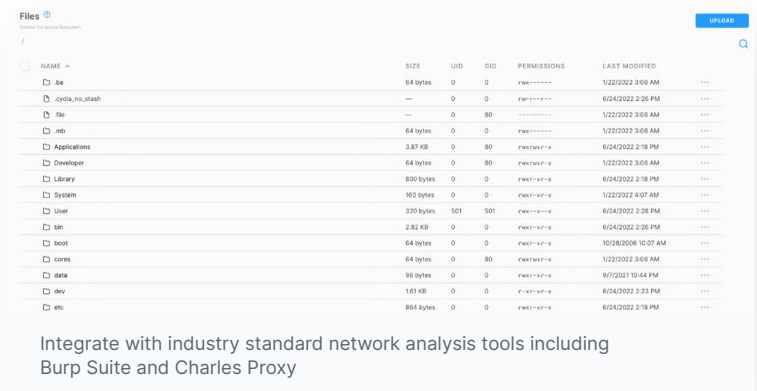 Files ?
Browse the device filesystem
UPLOAD
/
NAME SIZE UID GID PERMISSIONS LAST MODIFIED
.ba 64 bytes 0 0 rwx------ 1/22/2022 3:08 AM ...
.cydia_no_stash — 0 0 rw-r--r-- 6/24/2022 2:26 PM ...
.file — 0 80 --------- 1/22/2022 3:08 AM ...
.mb 64 bytes 0 0 rwx------ 1/22/2022 3:08 AM ...
Applications 3.87 KB 0 80 rwxrwxr-x 6/24/2022 2:18 PM ...
Developer 64 bytes 0 80 rwxrwxr-x 1/22/2022 3:08 AM ...
Library 800 bytes 0 0 rwxr-xr-x 6/24/2022 2:18 PM ...
System 160 bytes 0 0 rwxr-xr-x 1/22/2022 4:07 AM ...
User 320 bytes 501 501 rwx--x--x 6/24/2022 2:28 PM ...
bin 2.82 KB 0 0 rwxr-xr-x 6/24/2022 2:26 PM ...
boot 64 bytes 0 0 rwxr-xr-x 10/28/2006 10:07 AM ...
cores 64 bytes 0 80 rwxrwxr-x 1/22/2022 3:08 AM ...
data 96 bytes 0 0 rwxr-xr-x 9/7/2021 10:44 PM ...
dev 1.61 KB 0 0 r-xr-xr-x 6/24/2022 2:23 PM ...
etc 864 bytes 0 0 rwxr-xr-x 6/24/2022 2:18 PM ...
Integrate with industry standard network analysis tools including
Burp Suite and Charles Proxy